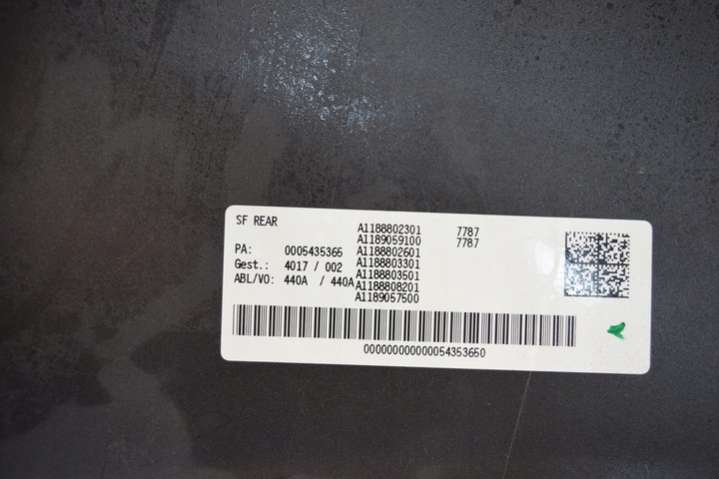 SF REAR
A1188802301 7787
A1189059100 7787
PA: 0005435365 A1188802601
Gest.: 4017 / 002 A1188803301
A1188803501
ABL/VO: 440A / 440A A1188808201
A1189057500
00000000000054353650